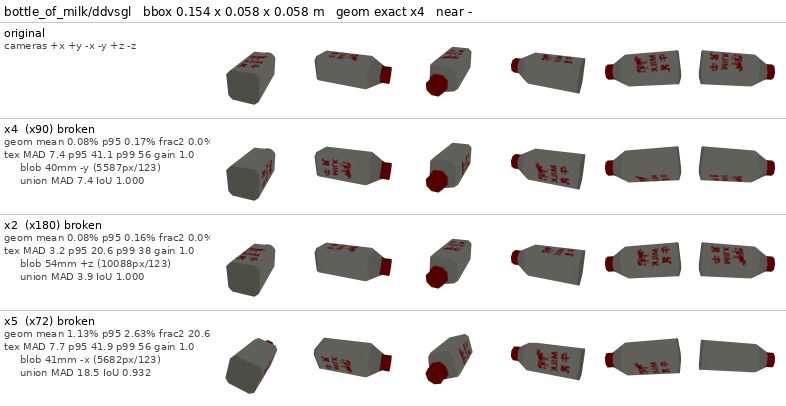 bottle_of_milk/ddvsgl bbox 0.154 x 0.058 x 0.058 m geom exact x4 near -
original
cameras +x +y -x -y +z -z
x4 (x90) broken
geom mean 0.08% p95 0.17% frac2 0.0%
tex MAD 7.4 p95 41.1 p99 56 gain 1.0
blob 40mm -y (5587px/123)
union MAD 7.4 IoU 1.000
x2 (x180) broken
geom mean 0.08% p95 0.16% frac2 0.0%
tex MAD 3.2 p95 20.6 p99 38 gain 1.0
blob 54mm +z (10088px/123)
union MAD 3.9 IoU 1.000
x5 (x72) broken
geom mean 1.13% p95 2.63% frac2 20.6
tex MAD 7.7 p95 41.9 p99 56 gain 1.0
blob 41mm -x (5682px/123)
union MAD 18.5 IoU 0.932